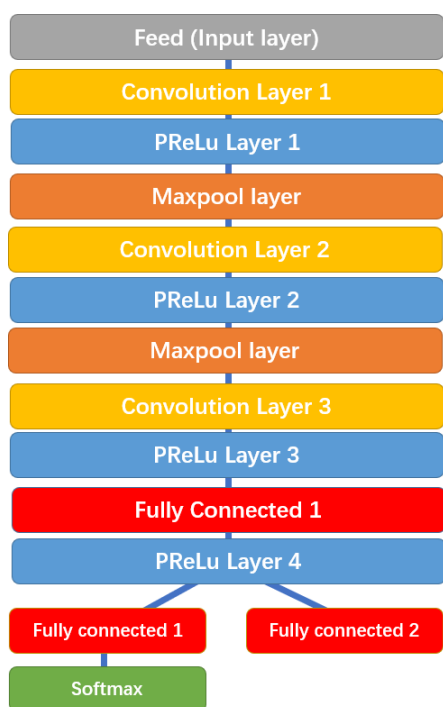 Feed (Input layer)
Convolution Layer 1
PReLu Layer 1
Maxpool layer
Convolution Layer 2
PReLu Layer 2
Maxpool layer
Convolution Layer 3
PReLu Layer 3
Fully Connected 1
PReLu Layer 4
Fully connected 1
Fully connected 2
Softmax